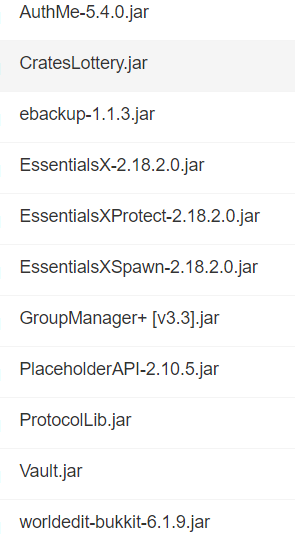 AuthMe-5.4.0.jar
CratesLottery.jar
ebackup-1.1.3.jar
EssentialsX-2.18.2.0.jar
EssentialsXProtect-2.18.2.0.jar
EssentialsXSpawn-2.18.2.0.jar
GroupManager+ [v3.3].jar
PlaceholderAPI-2.10.5.jar
ProtocolLib.jar
Vault.jar
worldedit-bukkit-6.1.9.jar